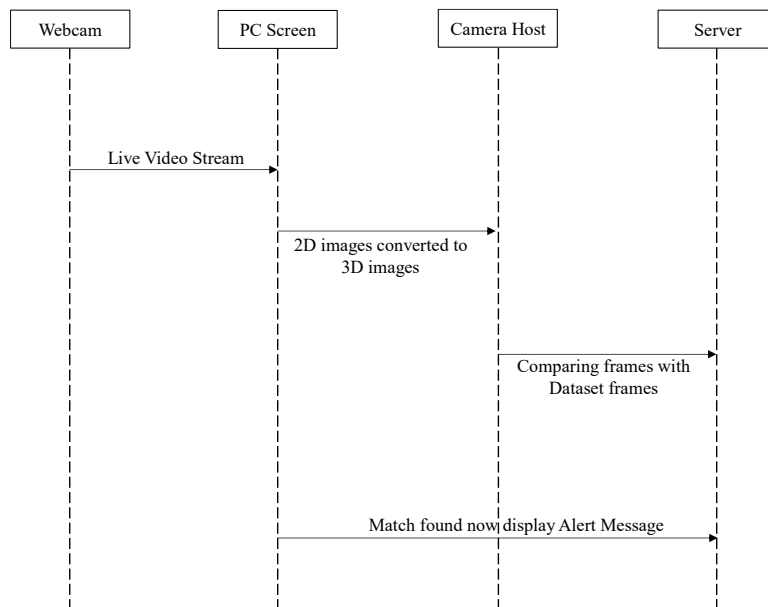 Webcam
PC Screen
Camera Host
Server
Live Video Stream
2D images converted to
3D images
Comparing frames with
Dataset frames
Match found now display Alert Message